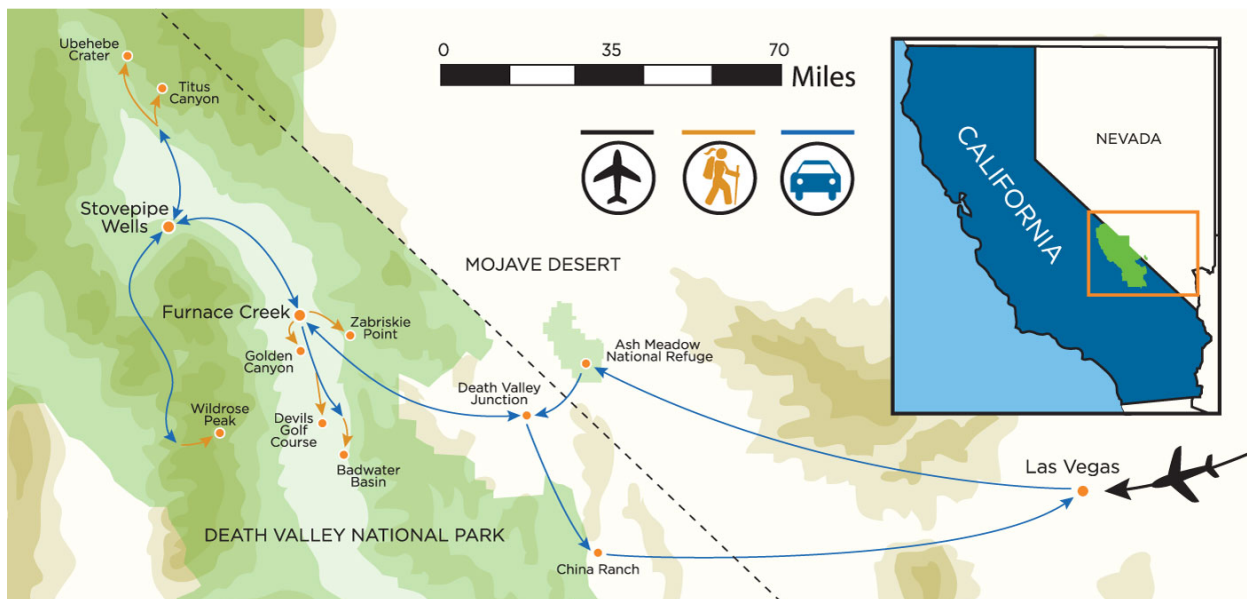 Ubehebe
Crater
Titus
Canyon
0 35 70
Miles
NEVADA
CALIFORNIA
Stovepipe
Wells
MOJAVE DESERT
Furnace Creek
Zabriskie
Point
Golden
Canyon
Ash Meadow
National Refuge
Death Valley
Junction
Wildrose
Peak
Devils
Golf
Course
Badwater
Basin
Las Vegas
DEATH VALLEY NATIONAL PARK
China Ranch